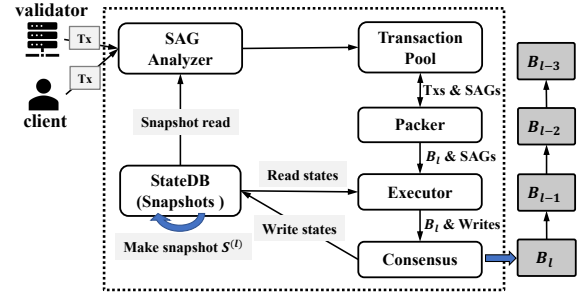 validator
Tx
Tx
client
SAG
Analyzer
Transaction
Pool
Txs & SAGs
Snapshot read
Packer
B_l & SAGs
StateDB
(Snapshots )
Read states
Executor
Write states
B_l & Writes
Make snapshot S^(l)
Consensus
B_{l-3}
B_{l-2}
B_{l-1}
B_l